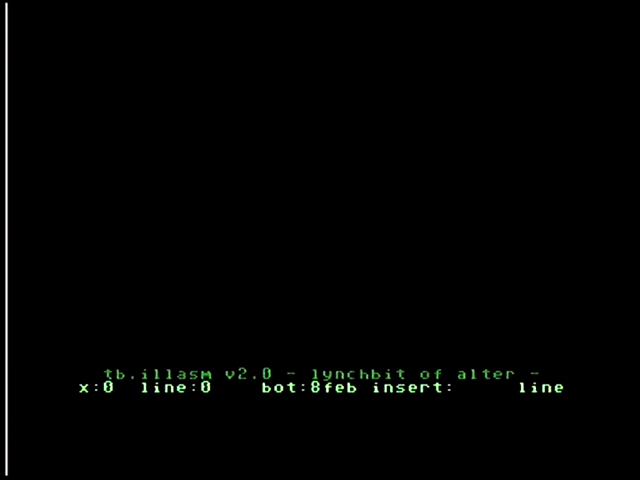 tb.illasm v2.0 - lynchbit of alter -
x:0 line:0 bot:8feb insert: line